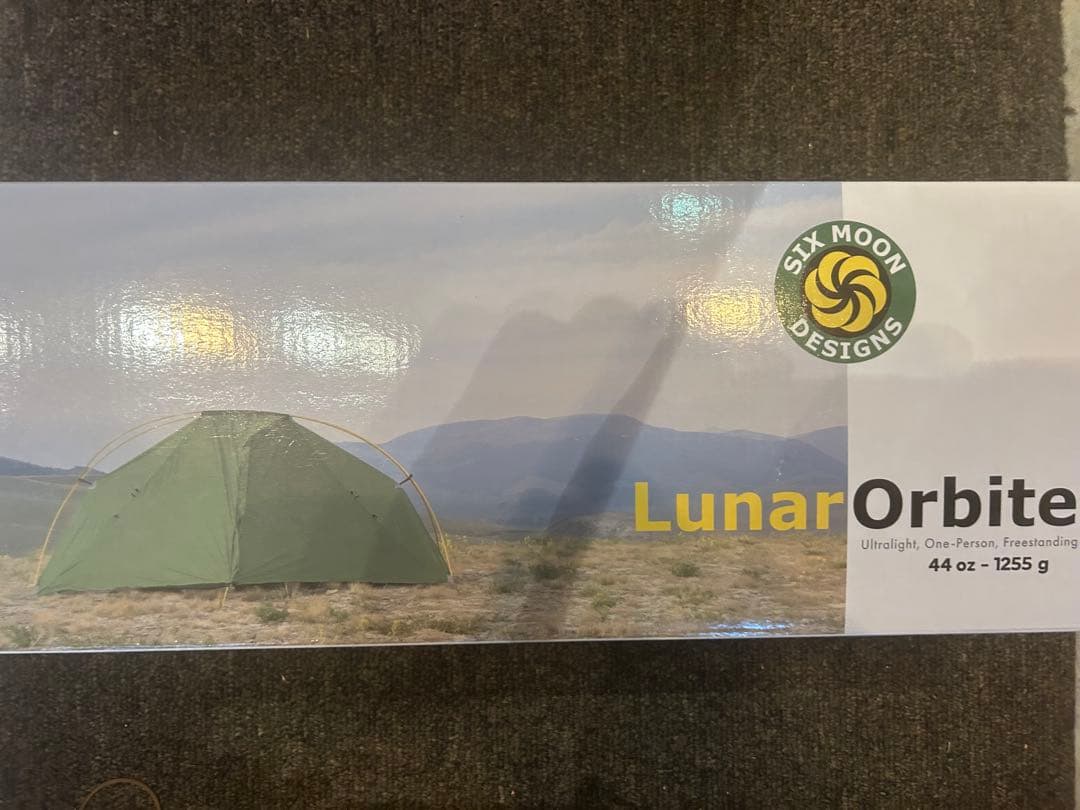 SIX MOON
DESIGNS
LunarOrbite
Ultralight, One-Person, Freestanding
44 oz - 1255 g